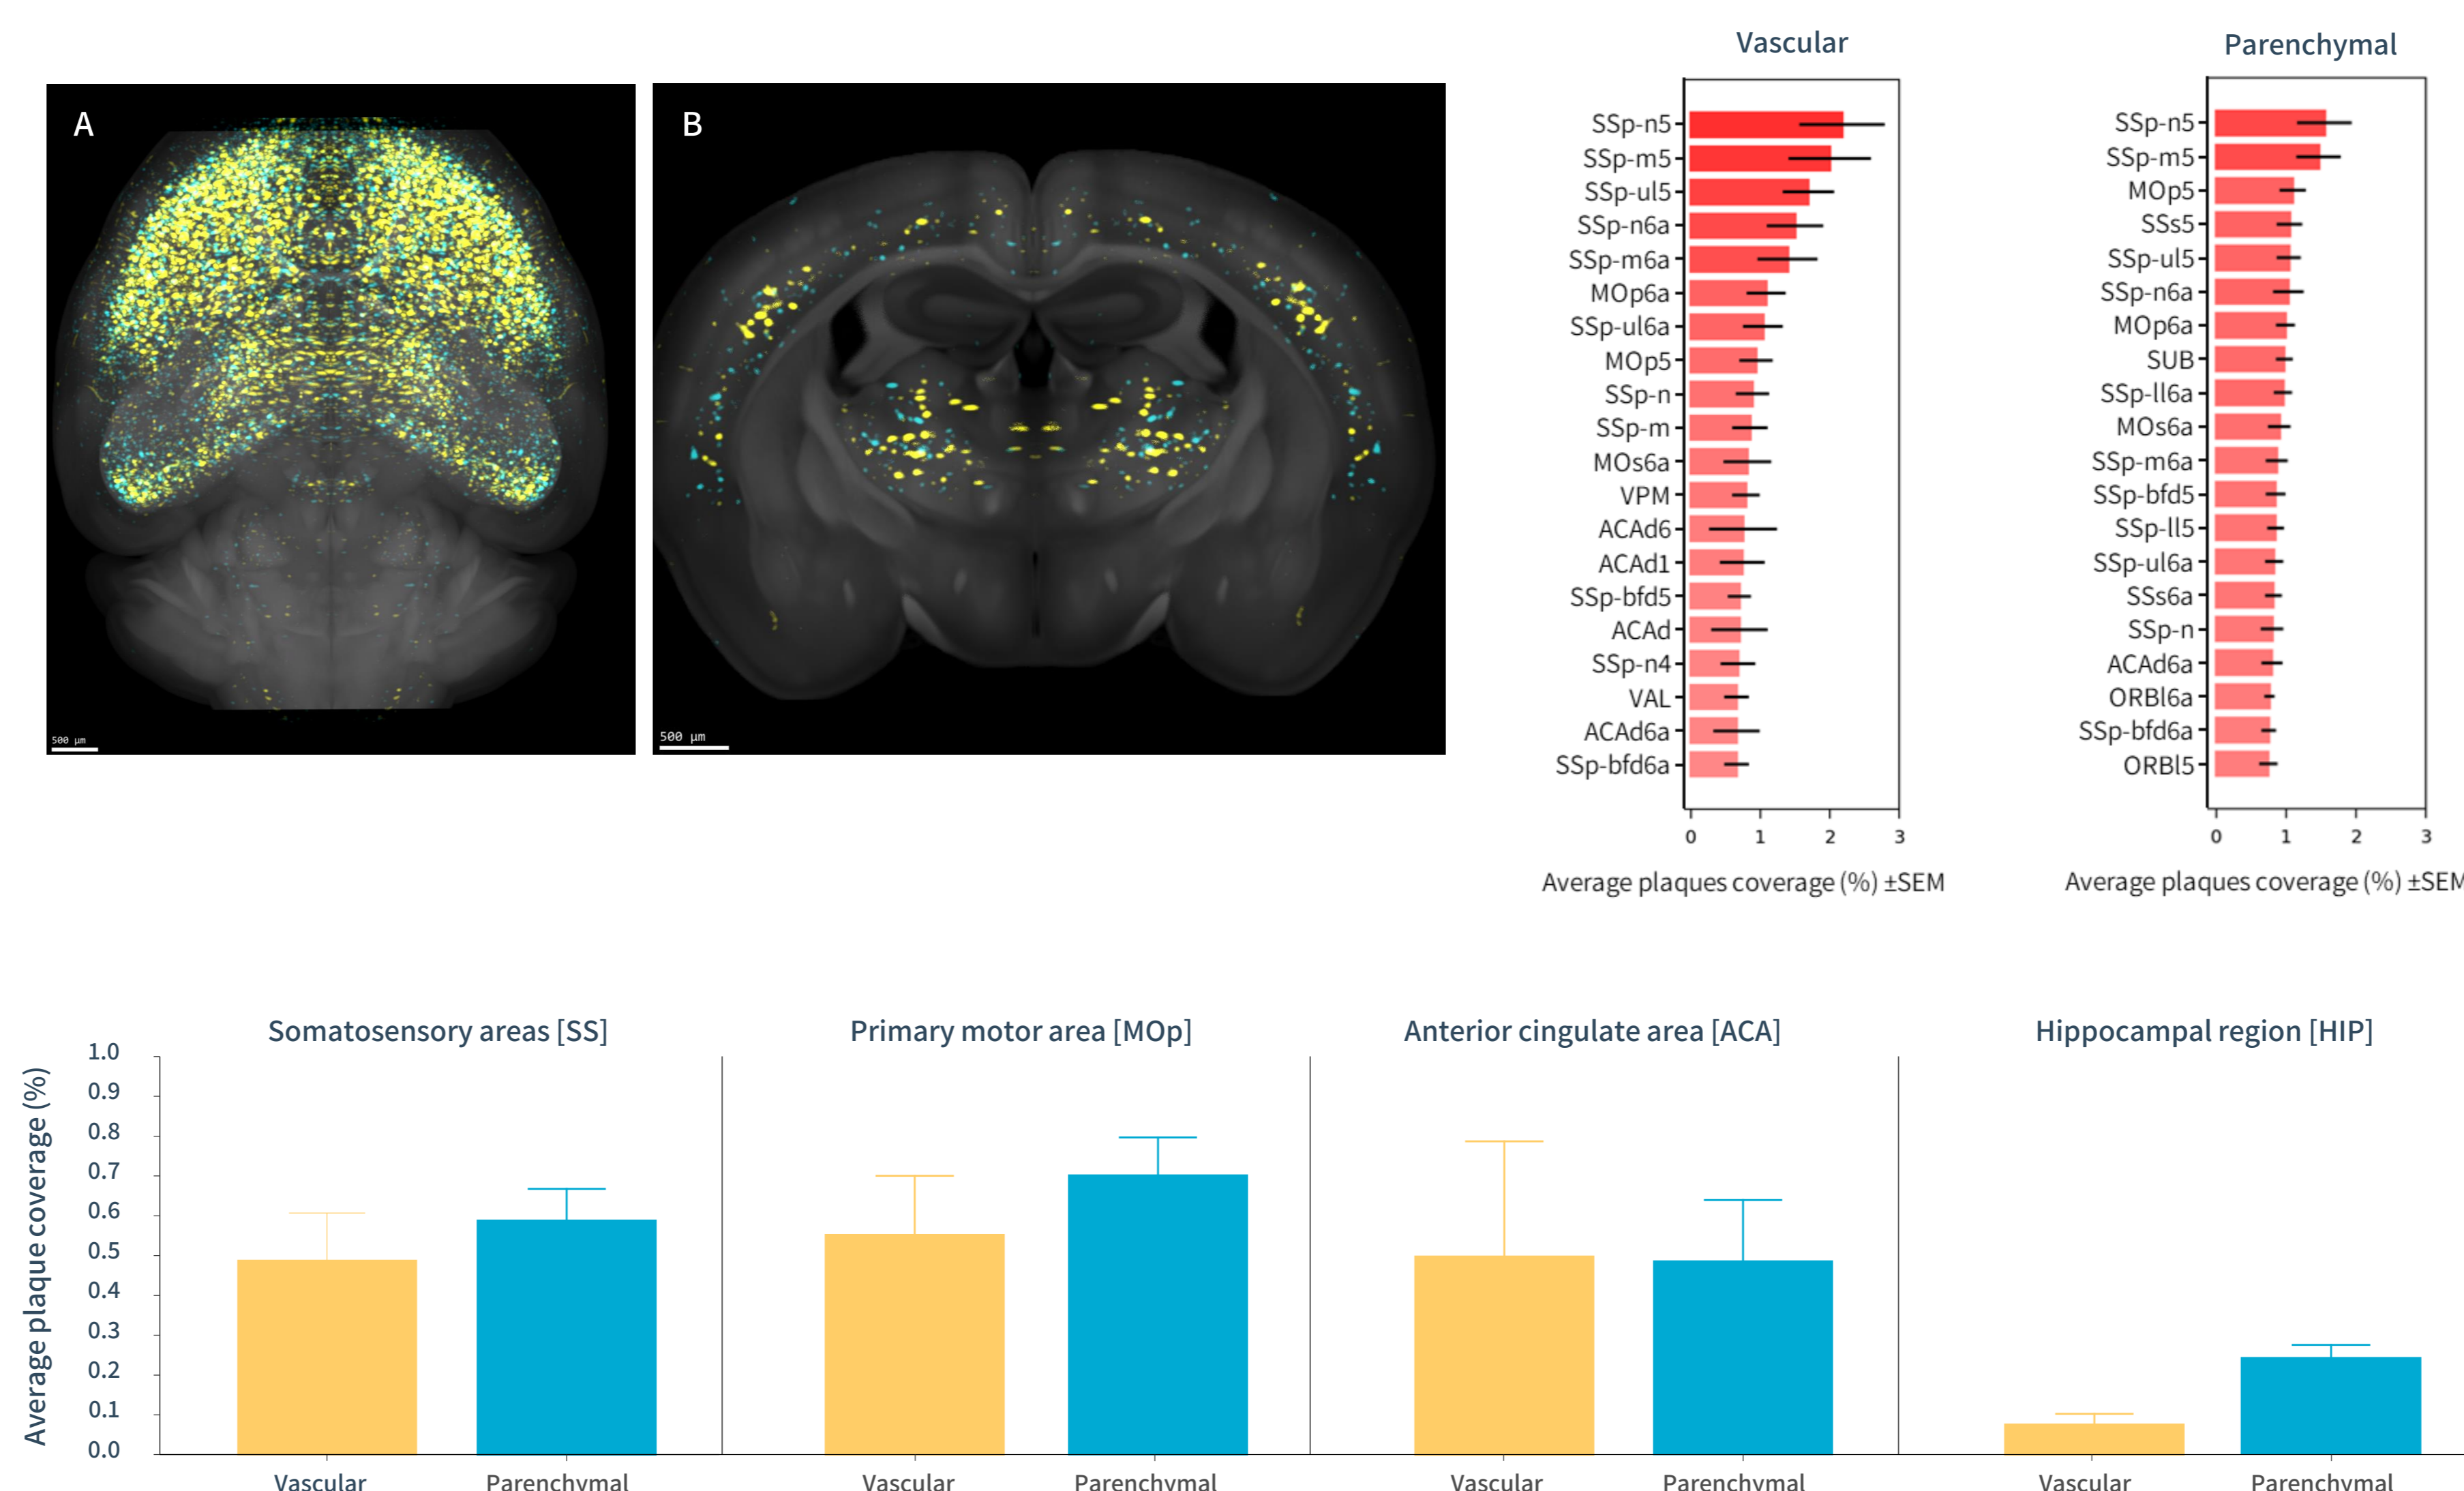 A
B
500 µm
500 µm
Vascular
SSp-n5
SSp-m5
SSp-ul5
SSp-n6a
SSp-m6a
MOp6a
SSp-ul6a
MOp5
SSp-n
SSp-m
MOs6a
VPM
ACAd6
ACAd1
SSp-bfd5
ACAd
SSp-n4
VAL
ACAd6a
SSp-bfd6a
0 1 2 3
Average plaques coverage (%) ±SEM
Parenchymal
SSp-n5
SSp-m5
MOp5
SSs5
SSp-ul5
SSp-n6a
MOp6a
SUB
SSp-ll6a
MOs6a
SSp-m6a
SSp-bfd5
SSp-ll5
SSp-ul6a
SSs6a
SSp-n
ACAd6a
ORBl6a
SSp-bfd6a
ORBl5
0 1 2 3
Average plaques coverage (%) ±SEM
Average plaque coverage (%)
1.0
0.9
0.8
0.7
0.6
0.5
0.4
0.3
0.2
0.1
0.0
Somatosensory areas [SS]
Vascular Parenchymal
Primary motor area [MOp]
Vascular Parenchymal
Anterior cingulate area [ACA]
Vascular Parenchymal
Hippocampal region [HIP]
Vascular Parenchymal